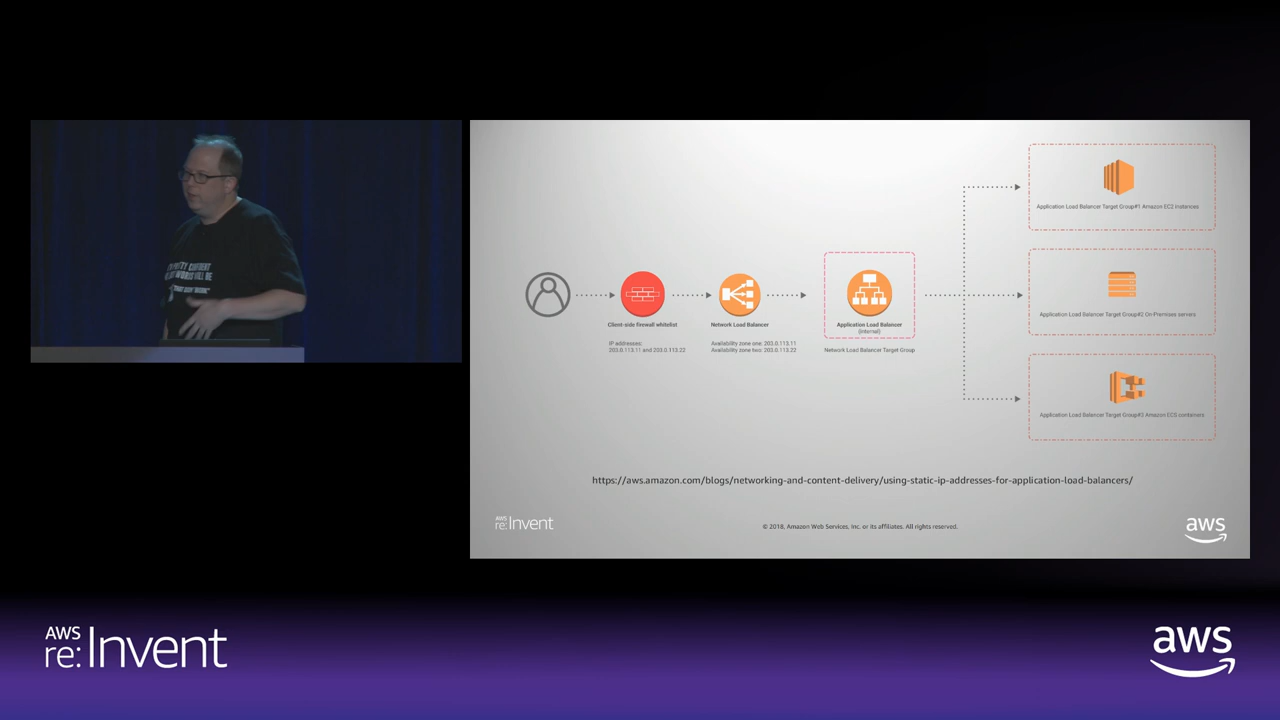 CONTENT
WORDS WILL BE
Application Load Balancer Target Group#1 Amazon EC2 instances
Client-side firewall whitelist
IP addresses:
203.0.113.11 and 203.0.113.22
Network Load Balancer
Availability zone one: 203.0.113.11
Availability zone two: 203.0.113.22
Application Load Balancer
(internal)
Network Load Balancer Target Group
Application Load Balancer Target Group#2 On-Premises servers
Application Load Balancer Target Group#3 Amazon ECS containers
https://aws.amazon.com/blogs/networking-and-content-delivery/using-static-ip-addresses-for-application-load-balancers/
AWS
re:Invent
© 2018, Amazon Web Services, Inc. or its affiliates. All rights reserved.
aws
AWS
re:Invent
aws